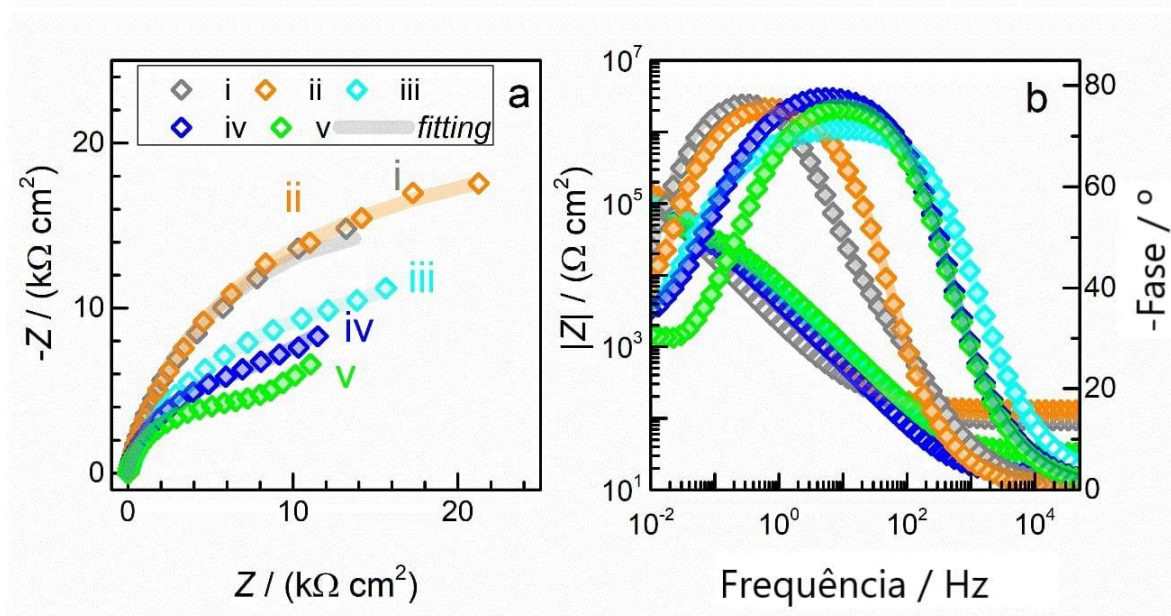 i ii iii
iv v fitting
a
20
10
0
-Z / (kΩ cm²)
i
ii
iii
iv
v
0 10 20
Z / (kΩ cm²)
b
10⁷
10⁵
10³
10¹
|Z| / (Ω cm²)
80
60
40
20
0
-Fase / º
10⁻² 10⁰ 10² 10⁴
Frequência / Hz